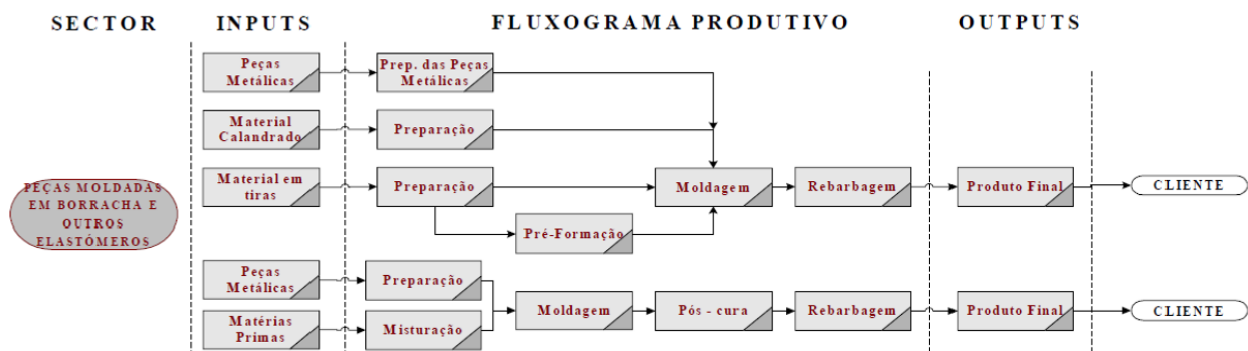 SECTOR
INPUTS
FLUXOGRAMA PRODUTIVO
OUTPUTS
Peças
Metálicas
Prep. das Peças
Metálicas
Material
Calandrado
Preparação
PEÇAS MOLDADAS
EM BORRACHA E
OUTROS
ELASTÓMEROS
Material em
tiras
Preparação
Moldagem
Rebarbagem
Produto Final
CLIENTE
Pré-Formação
Peças
Metálicas
Preparação
Matérias
Primas
Misturação
Moldagem
Pós - cura
Rebarbagem
Produto Final
CLIENTE